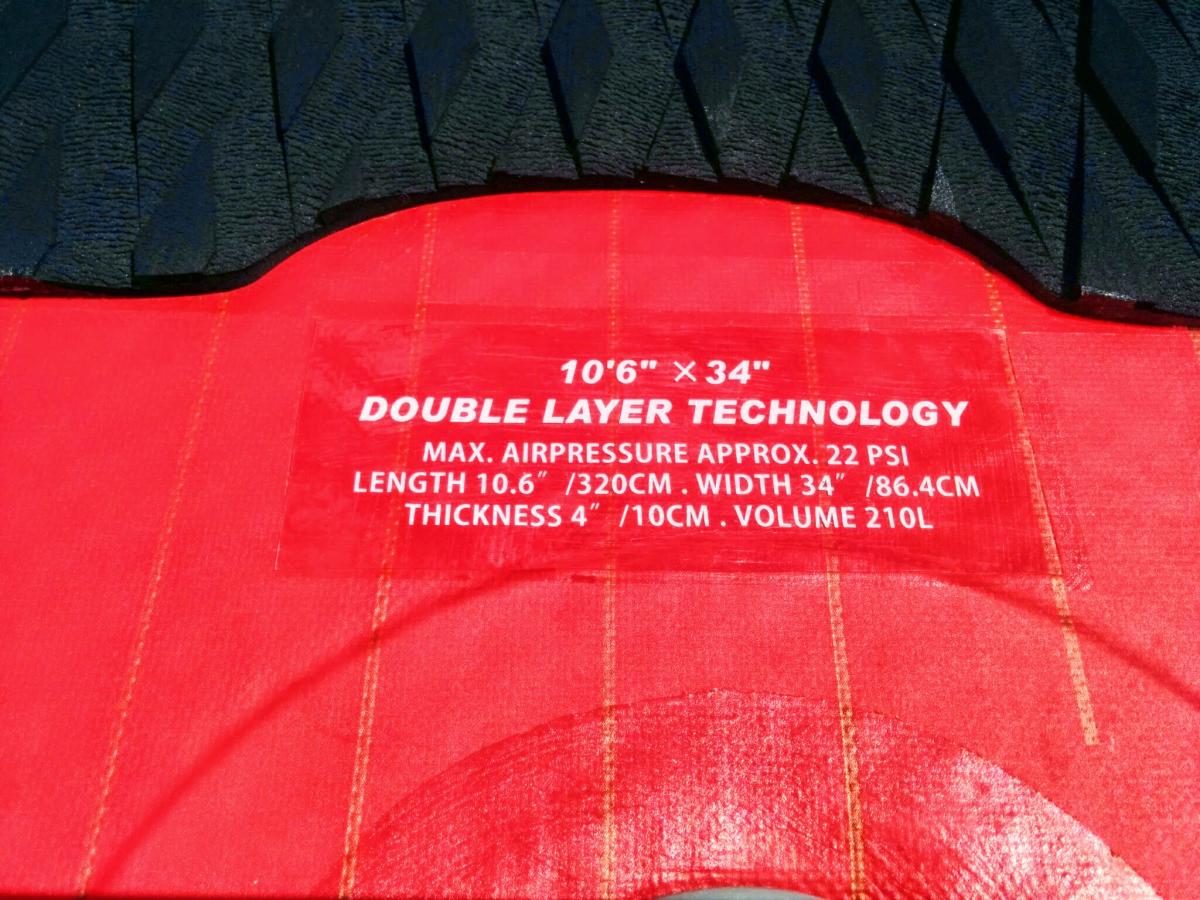 10'6" ×34"
DOUBLE LAYER TECHNOLOGY
MAX. AIRPRESSURE APPROX. 22 PSI
LENGTH 10.6″ /320CM . WIDTH 34″ /86.4CM
THICKNESS 4″ /10CM . VOLUME 210L